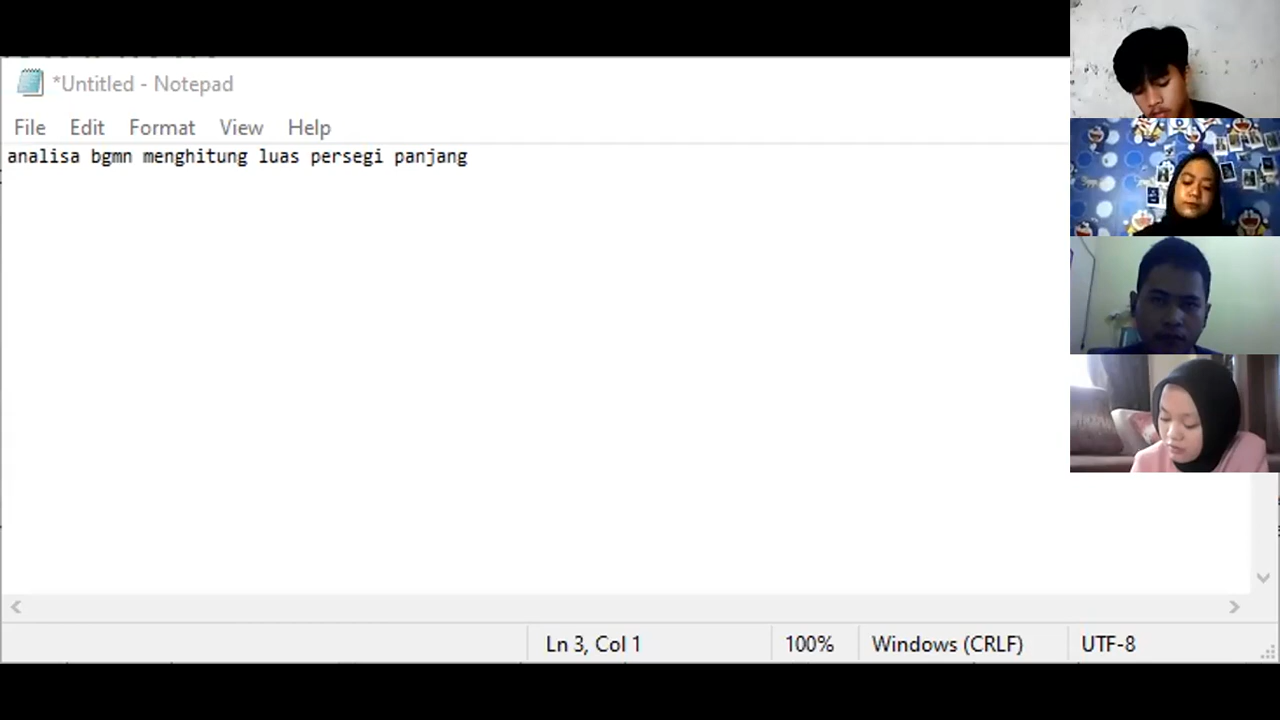 *Untitled - Notepad
File Edit Format View Help
analisa bgmn menghitung luas persegi panjang
Ln 3, Col 1 100% Windows (CRLF) UTF-8